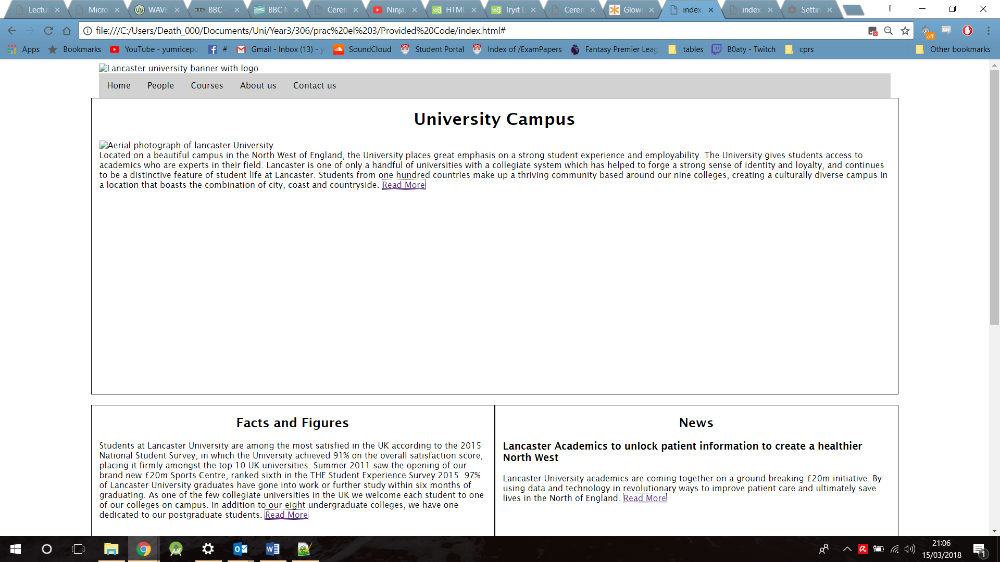 Lectu
Micro
WAVE
BBC -
BBC N
Cerem
Ninja,
HTML
Tryit E
Cerem
Glowi
index.
index.
Settin
file:///C:/Users/Death_000/Documents/Uni/Year3/306/prac%20el%203/Provided%20Code/index.html#
off
CSS
Apps
Bookmarks
YouTube - yumricepu
#
Gmail - Inbox (13) - y
SoundCloud
Student Portal
Index of /ExamPapers
Fantasy Premier Leag
tables
B0aty - Twitch
cprs
Other bookmarks
Lancaster university banner with logo
Home People Courses About us Contact us
University Campus
Aerial photograph of lancaster University
Located on a beautiful campus in the North West of England, the University places great emphasis on a strong student experience and employability. The University gives students access to
academics who are experts in their field. Lancaster is one of only a handful of universities with a collegiate system which has helped to forge a strong sense of identity and loyalty, and continues
to be a distinctive feature of student life at Lancaster. Students from one hundred countries make up a thriving community based around our nine colleges, creating a culturally diverse campus in
a location that boasts the combination of city, coast and countryside. Read More
Facts and Figures
Students at Lancaster University are among the most satisfied in the UK according to the 2015
National Student Survey, in which the University achieved 91% on the overall satisfaction score,
placing it firmly amongst the top 10 UK universities. Summer 2011 saw the opening of our
brand new £20m Sports Centre, ranked sixth in the THE Student Experience Survey 2015. 97%
of Lancaster University graduates have gone into work or further study within six months of
graduating. As one of the few collegiate universities in the UK we welcome each student to one
of our colleges on campus. In addition to our eight undergraduate colleges, we have one
dedicated to our postgraduate students. Read More
News
Lancaster Academics to unlock patient information to create a healthier
North West
Lancaster University academics are coming together on a ground-breaking £20m initiative. By
using data and technology in revolutionary ways to improve patient care and ultimately save
lives in the North of England. Read More
21:06
15/03/2018
1